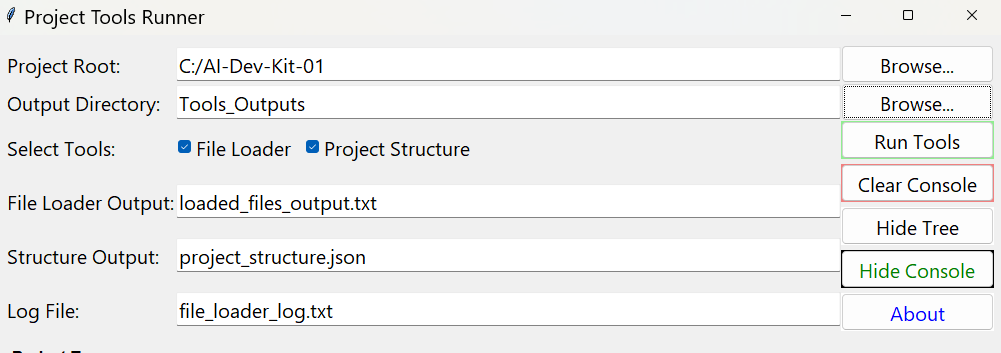 Project Tools Runner
Project Root: C:/AI-Dev-Kit-01 Browse...
Output Directory: Tools_Outputs Browse...
Run Tools
Select Tools: File Loader Project Structure
Clear Console
File Loader Output: loaded_files_output.txt
Hide Tree
Structure Output: project_structure.json
Hide Console
Log File: file_loader_log.txt About